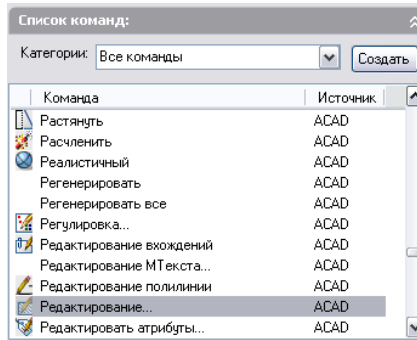 Список команд:
Категории: Все команды Создать
Команда Источник
Растянуть ACAD
Расчленить ACAD
Реалистичный ACAD
Регенерировать ACAD
Регенерировать все ACAD
Регулировка... ACAD
Редактирование вхождений ACAD
Редактирование МТекста... ACAD
Редактирование полилинии ACAD
Редактирование... ACAD
Редактировать атрибуты... ACAD